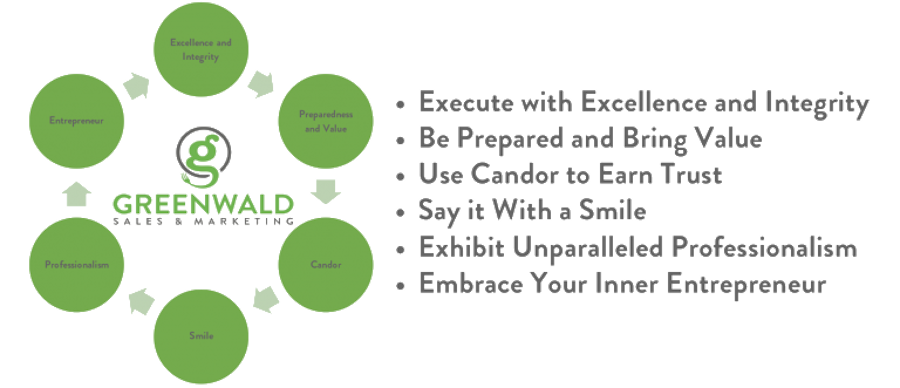 Excellence and
Integrity
Preparedness
and Value
Candor
Smile
Professionalism
Entrepreneur
g
GREENWALD
SALES & MARKETING
• Execute with Excellence and Integrity
• Be Prepared and Bring Value
• Use Candor to Earn Trust
• Say it With a Smile
• Exhibit Unparalleled Professionalism
• Embrace Your Inner Entrepreneur